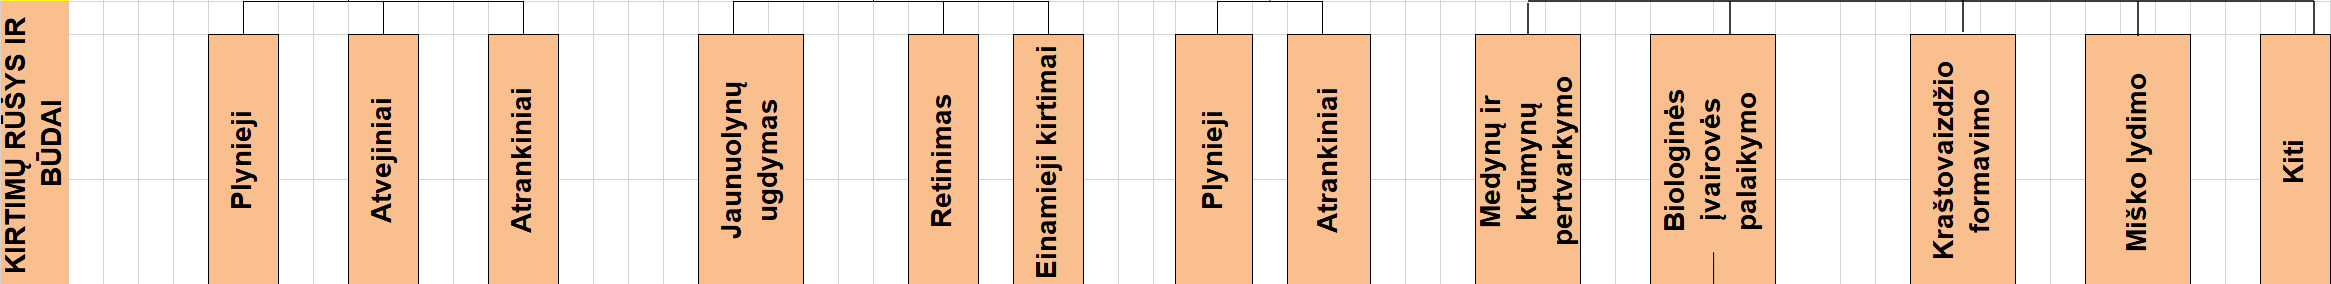 KIRTIMŲ RŪŠYS IR
BŪDAI
Plynieji
Atvejiniai
Atrankiniai
Jaunuolynų
ugdymas
Retinimas
Einamieji kirtimai
Plynieji
Atrankiniai
Medynų ir
krūmynų
pertvarkymo
Biologinės
įvairovės
palaikymo
Kraštovaizdžio
formavimo
Miško lydimo
Kiti